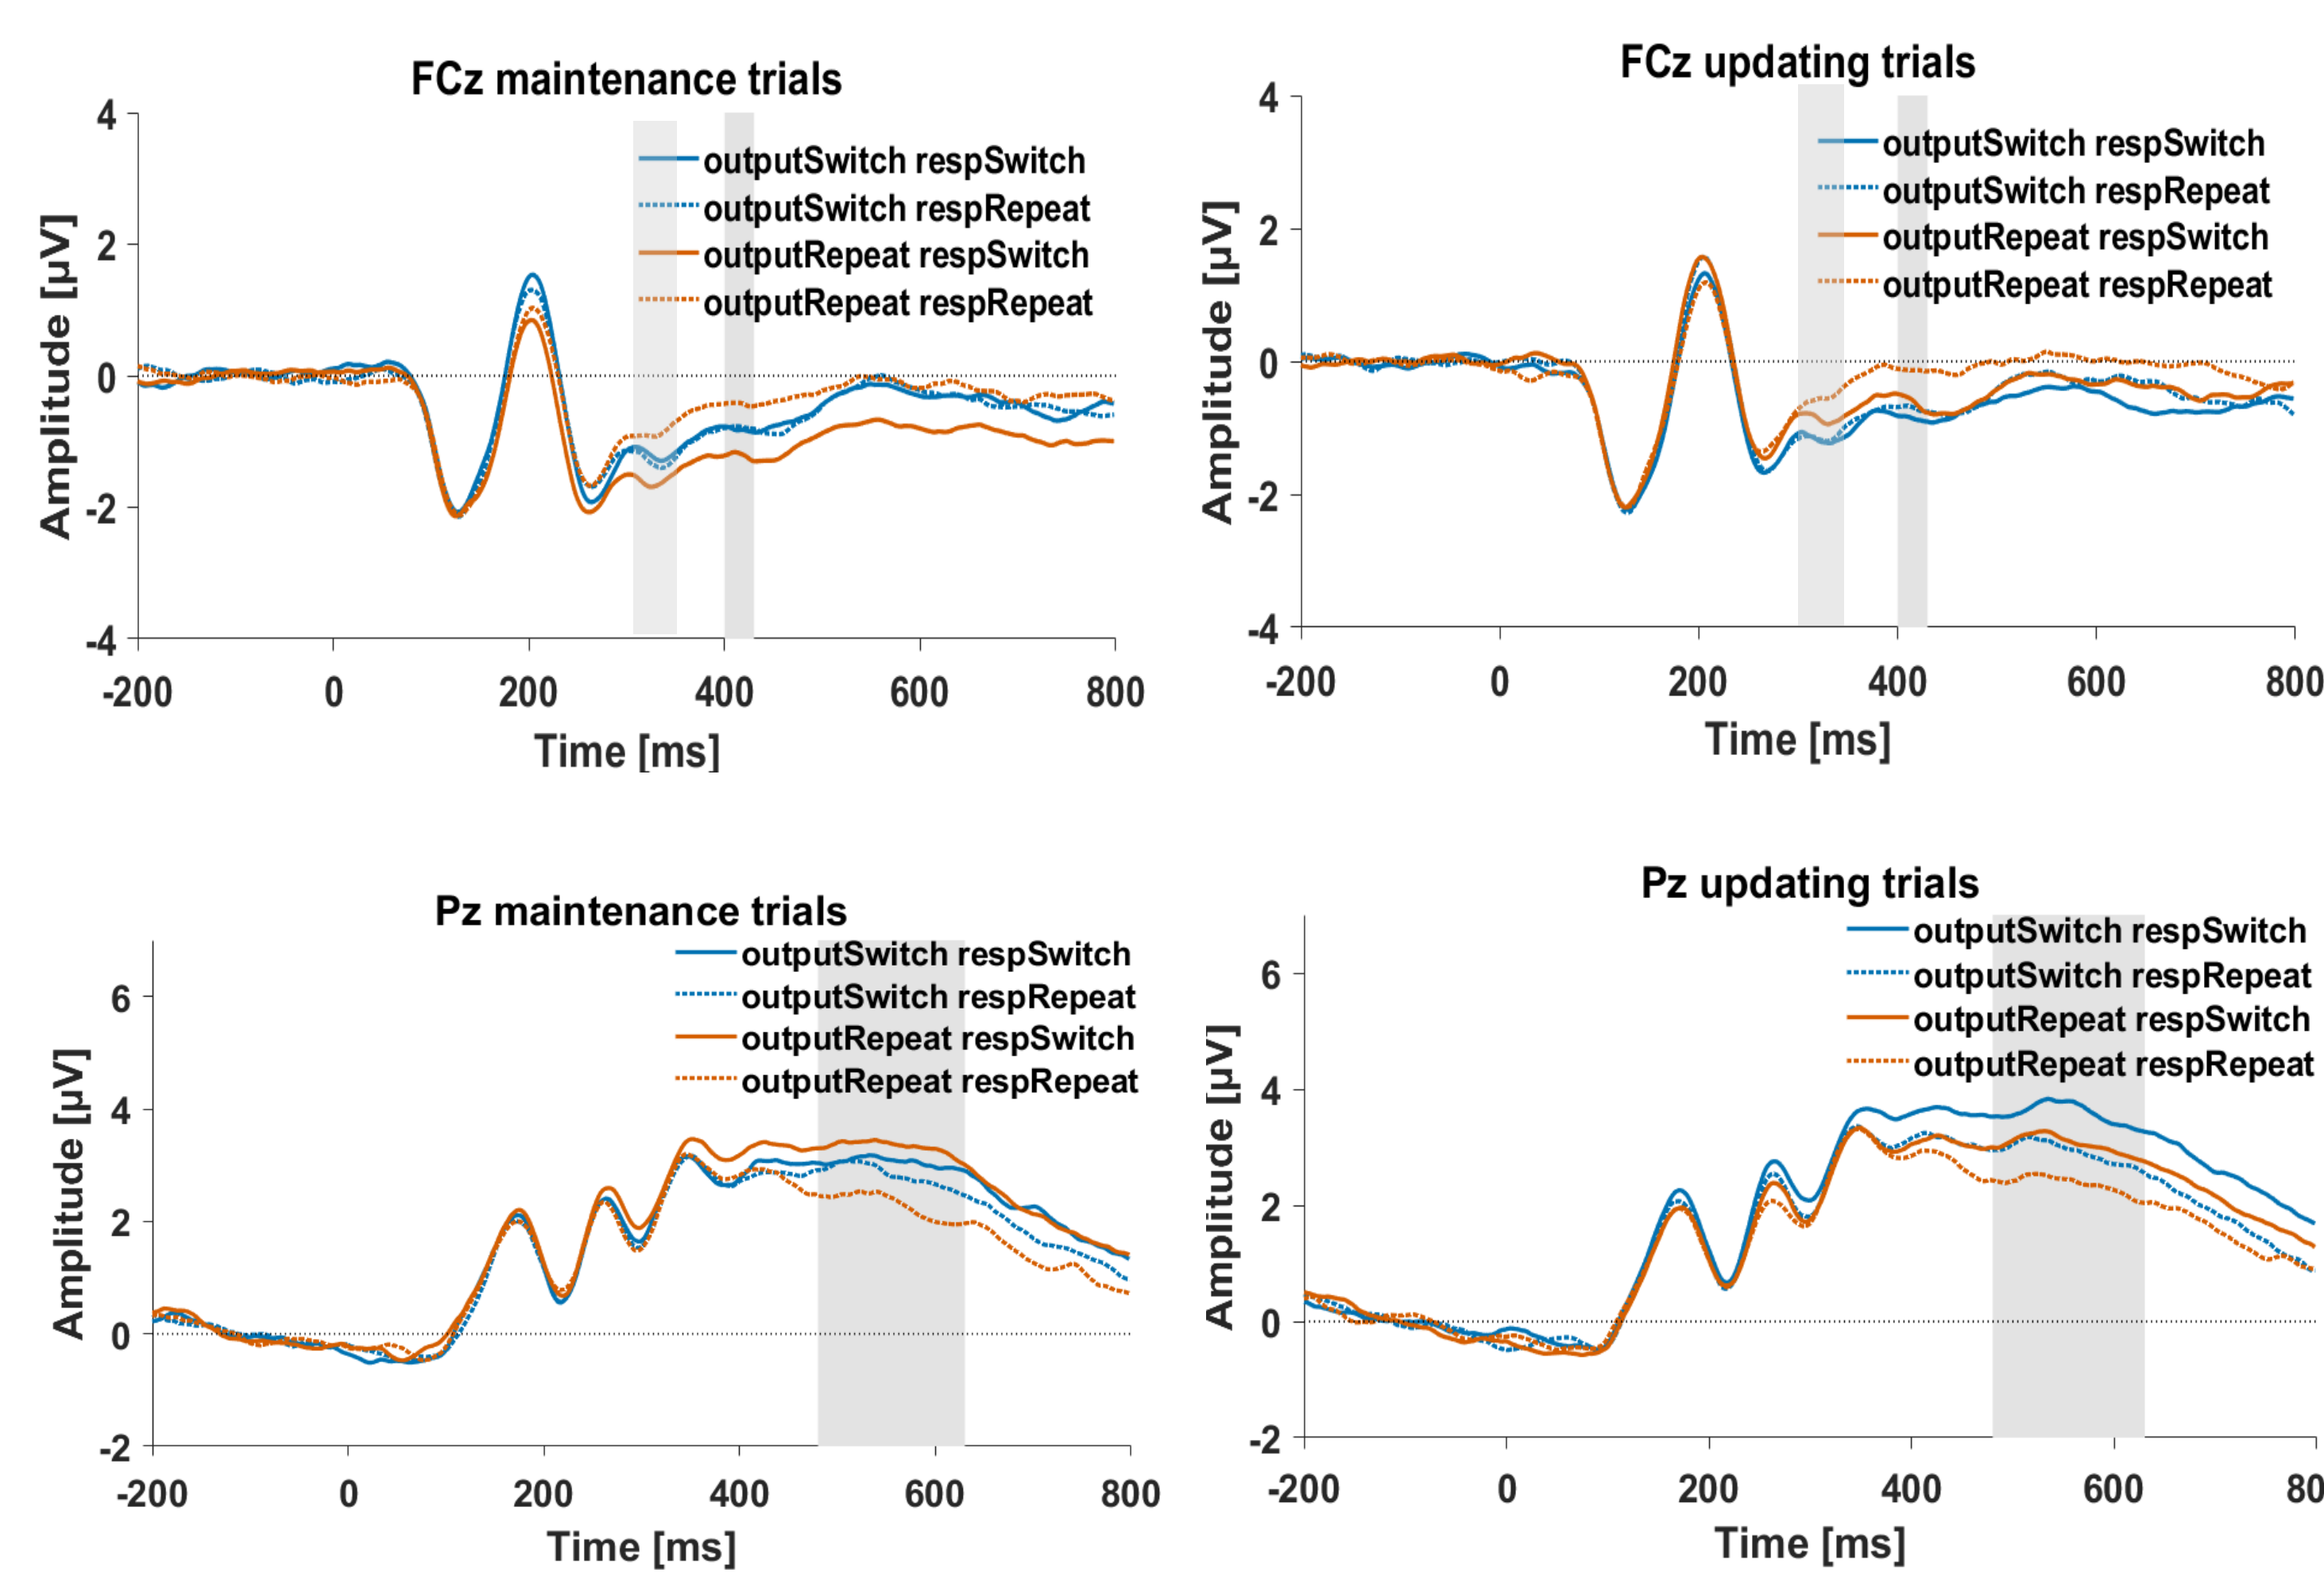 FCz maintenance trials
4
2
0
-2
-4
Amplitude [µV]
outputSwitch respSwitch
outputSwitch respRepeat
outputRepeat respSwitch
outputRepeat respRepeat
-200 0 200 400 600 800
Time [ms]
FCz updating trials
4
2
0
-2
-4
Amplitude [µV]
outputSwitch respSwitch
outputSwitch respRepeat
outputRepeat respSwitch
outputRepeat respRepeat
-200 0 200 400 600 800
Time [ms]
Pz maintenance trials
6
4
2
0
-2
Amplitude [µV]
outputSwitch respSwitch
outputSwitch respRepeat
outputRepeat respSwitch
outputRepeat respRepeat
-200 0 200 400 600 800
Time [ms]
Pz updating trials
6
4
2
0
-2
Amplitude [µV]
outputSwitch respSwitch
outputSwitch respRepeat
outputRepeat respSwitch
outputRepeat respRepeat
-200 0 200 400 600 80
Time [ms]